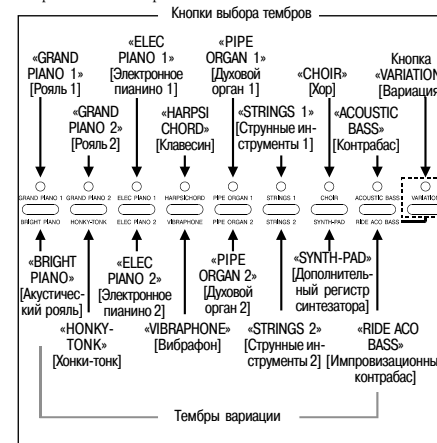 Кнопки выбора тембров
«GRAND
PIANO 1»
[Рояль 1]
«ELEC
PIANO 1»
[Электронное
пианино 1]
«PIPE
ORGAN 1»
[Духовой
орган 1]
«CHOIR»
[Хор]
Кнопка
«VARIATION
[Вариация
«GRAND
PIANO 2»
[Рояль 2]
«HARPSI
CHORD»
[Клавесин]
«STRINGS 1»
[Струнные ин-
струменты 1]
«ACOUSTIC
BASS»
[Контрабас]
GRAND PIANO 1 GRAND PIANO 2 ELEC PIANO 1 HARPSICHORD PIPE ORGAN 1 STRINGS 1 CHOIR ACOUSTIC BASS VARIATION
BRIGHT PIANO HONKY-TONK ELEC PIANO 2 VIBRAPHONE PIPE ORGAN 2 STRINGS 2 SYNTH-PAD RIDE ACO BASS
«BRIGHT
PIANO»
[Акустичес-
кий рояль]
«ELEC
PIANO 2»
[Электронное
пианино 2]
«PIPE
ORGAN 2»
[Духовой
орган 2]
«SYNTH-PAD»
[Дополнитель-
ный регистр
синтезатора]
«HONKY-
TONK»
[Хонки-тонк]
«VIBRAPHONE»
[Вибрафон]
«STRINGS 2»
[Струнные ин-
струменты 2]
«RIDE ACO
BASS»
[Импровизационны
контрабас]
Тембры вариации